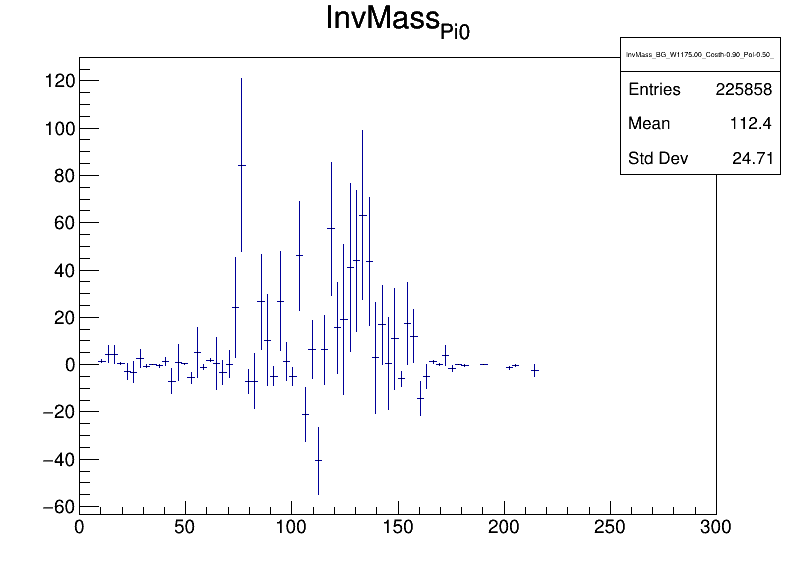 InvMassPi0
InvMass_BG_W1175.00_Costh-0.90_Pol-0.50_
Entries 225858
Mean 112.4
Std Dev 24.71
120
100
80
60
40
20
0
−20
−40
−60
0 50 100 150 200 250 300